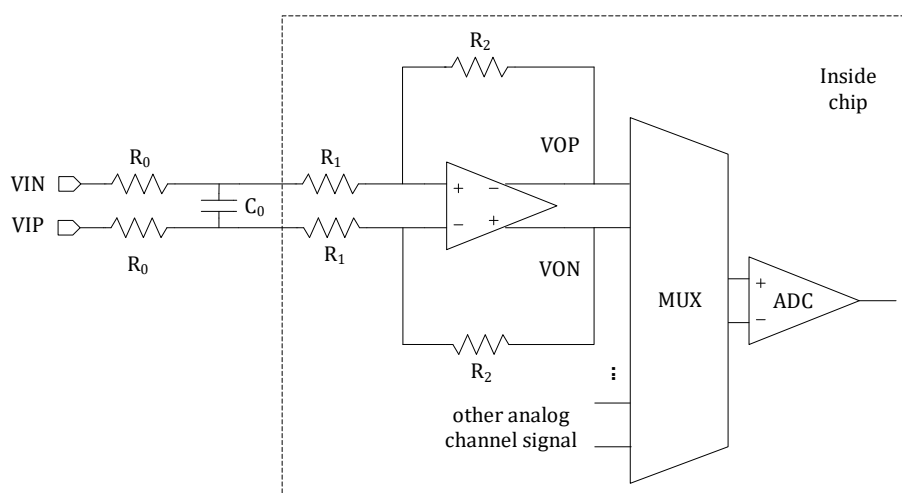 R2
Inside
chip
VOP
R0
R1
VIN
+
−
C0
VIP
−
+
R0
R1
VON
MUX
+
ADC
−
R2
...
other analog
channel signal